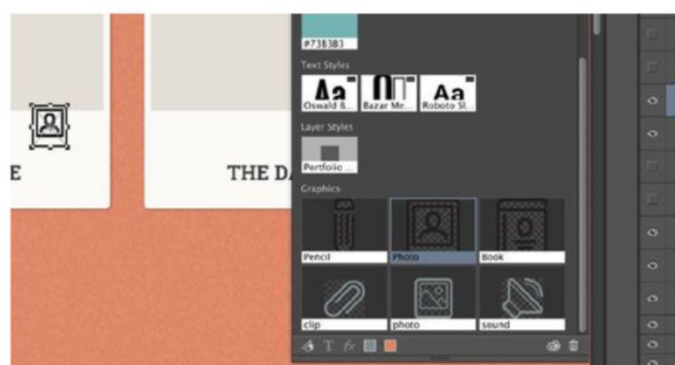 #73B3B3
Text Styles
Aa Aa
Oswald B... Bazar Me... Roboto Sl...
Layer Styles
Portfolio ...
E
THE DA
Graphics
Pencil Photo Book
clip photo sound
T fx